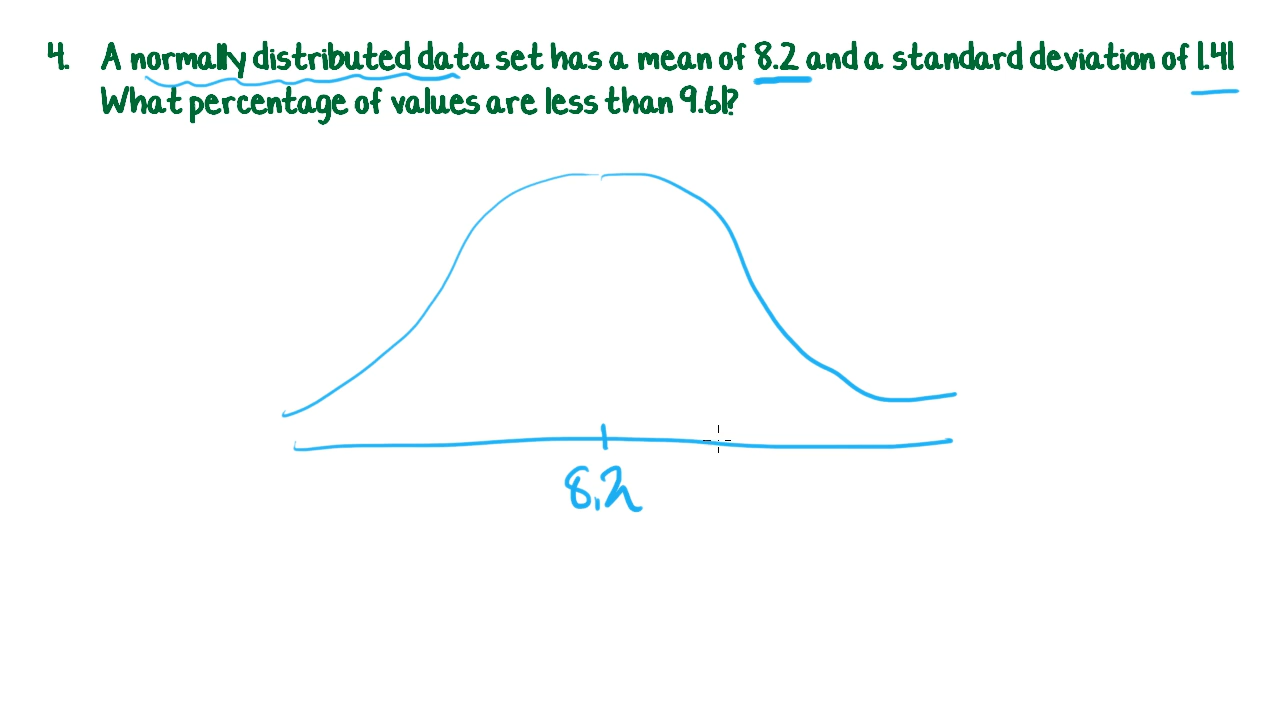 4. A normally distributed data set has a mean of 8.2 and a standard deviation of 1.41
What percentage of values are less than 9.61?
8.2